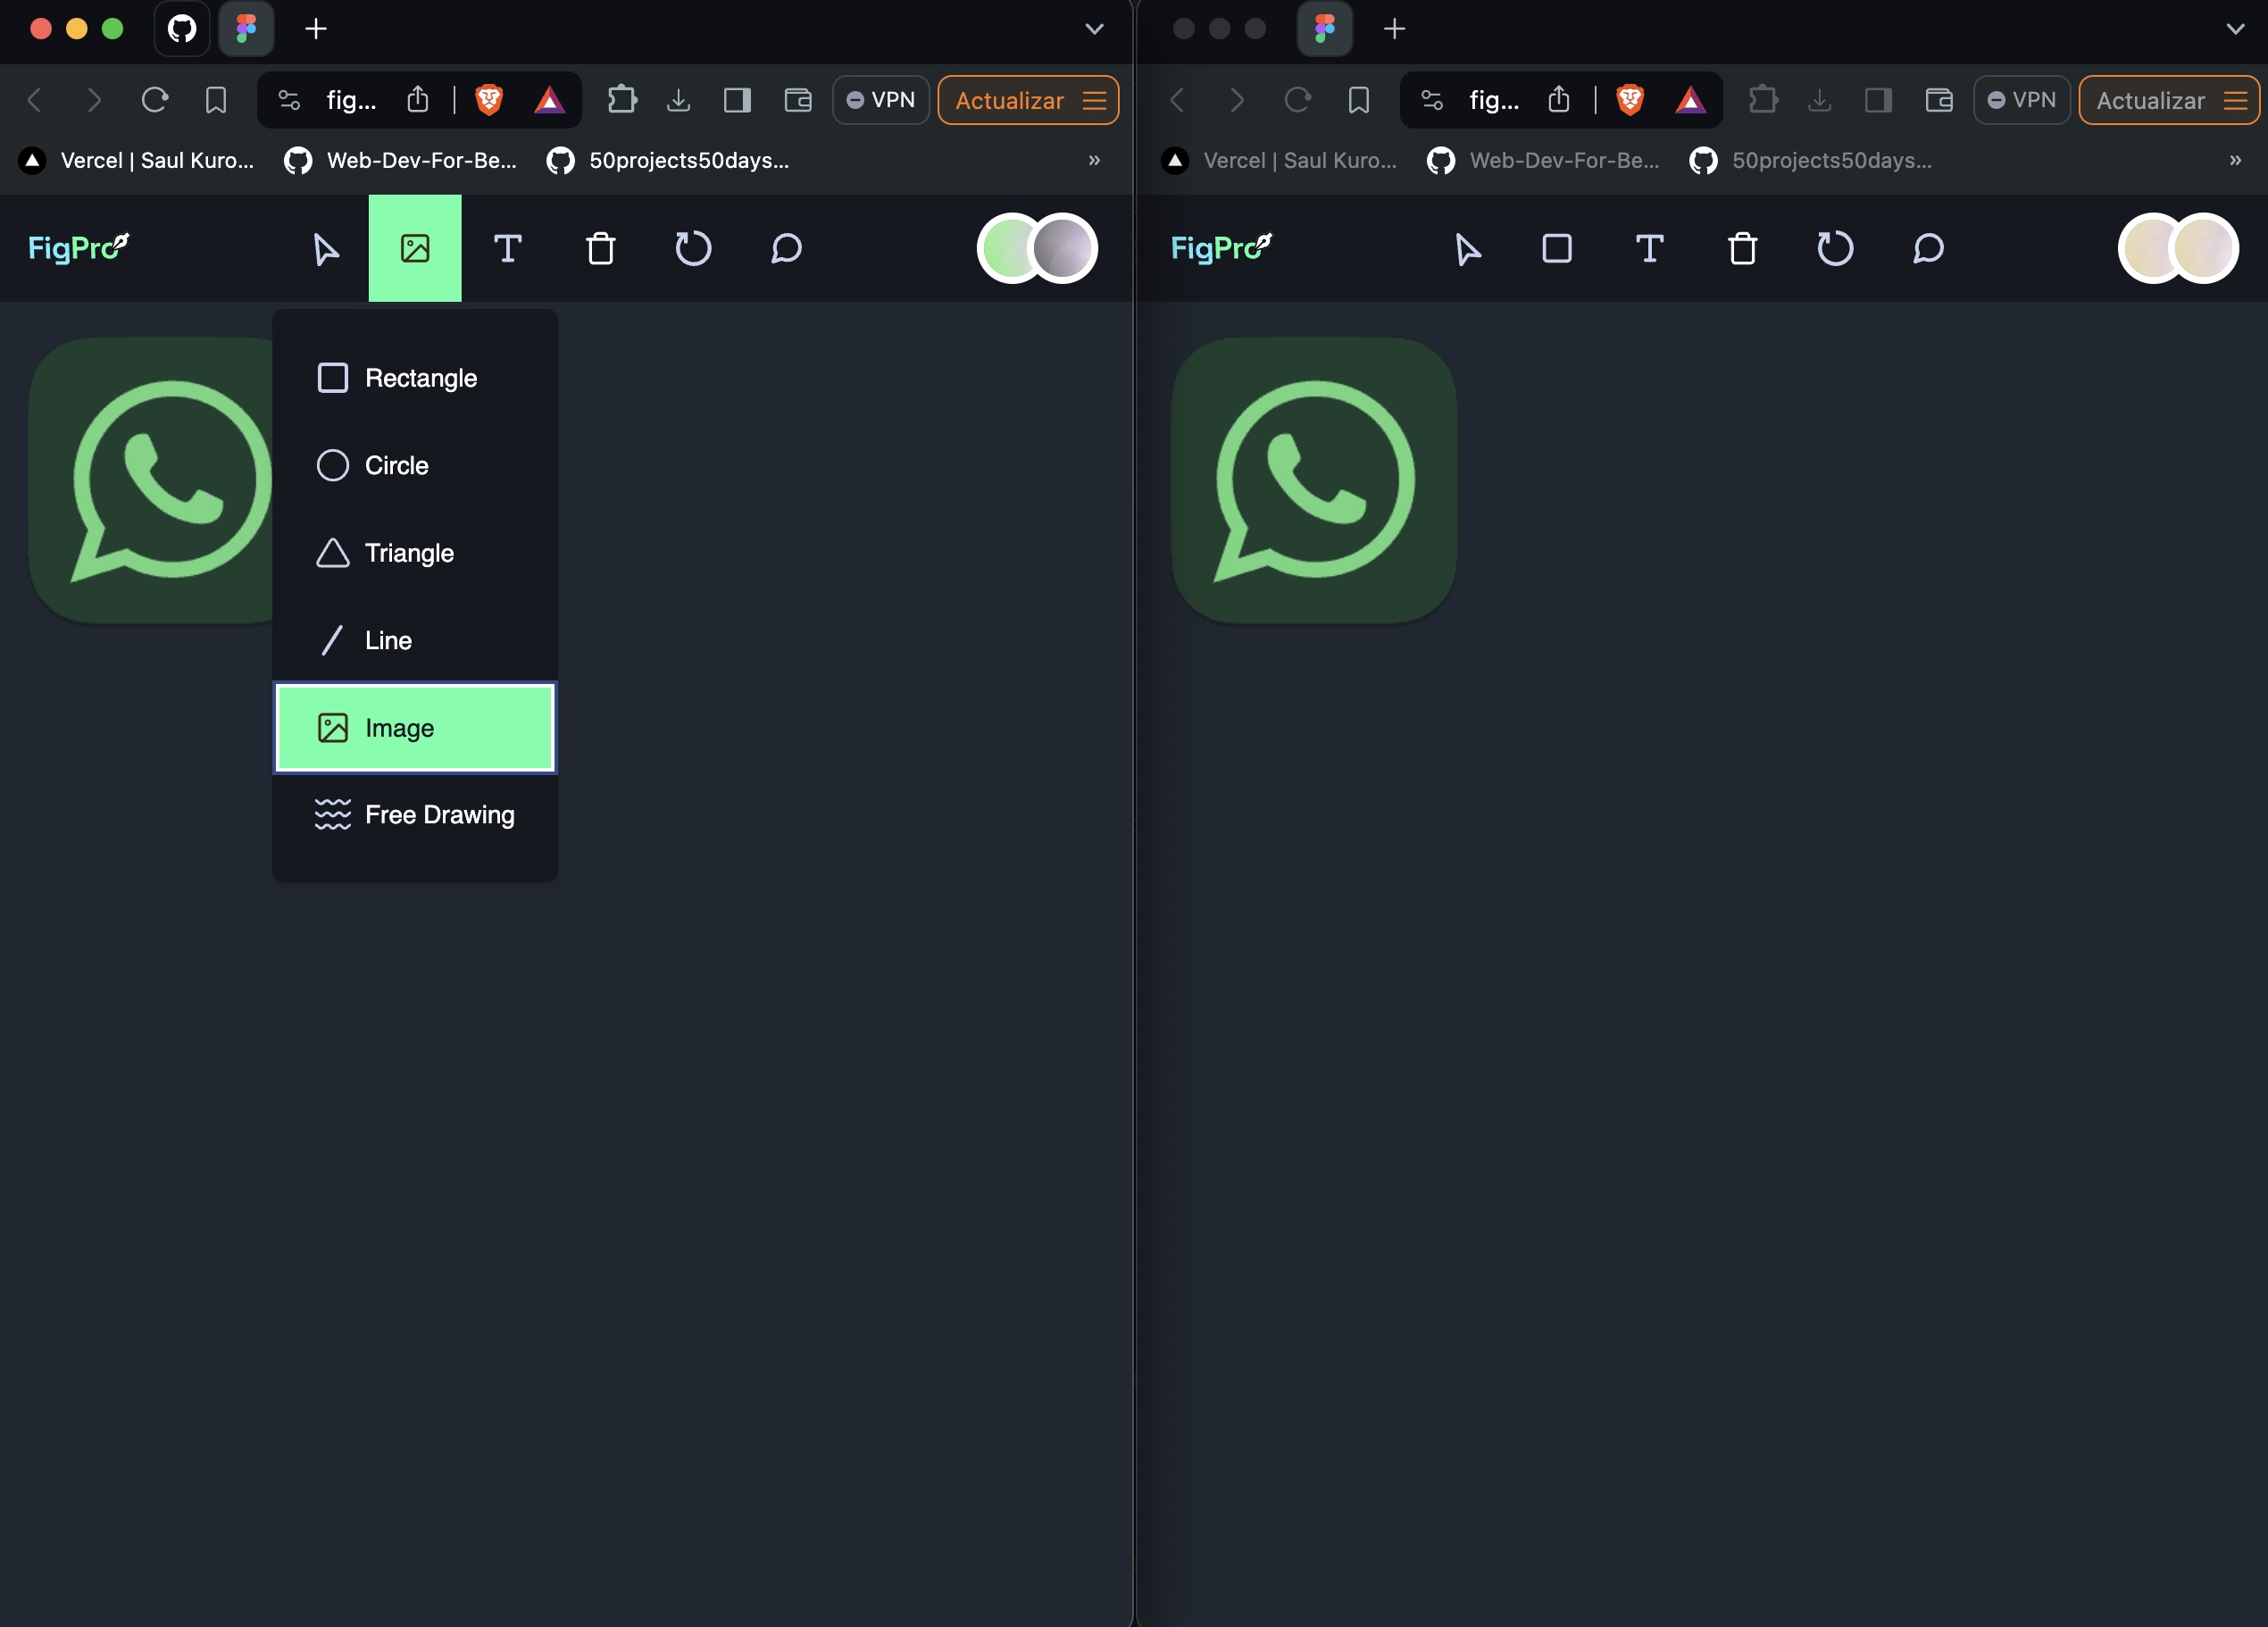 fig...
VPN
Actualizar
Vercel | Saul Kuro...
Web-Dev-For-Be...
50projects50days...
»
FigPro
T
Rectangle
Circle
Triangle
Line
Image
Free Drawing
fig...
VPN
Actualizar
Vercel | Saul Kuro...
Web-Dev-For-Be...
50projects50days...
»
FigPro
T